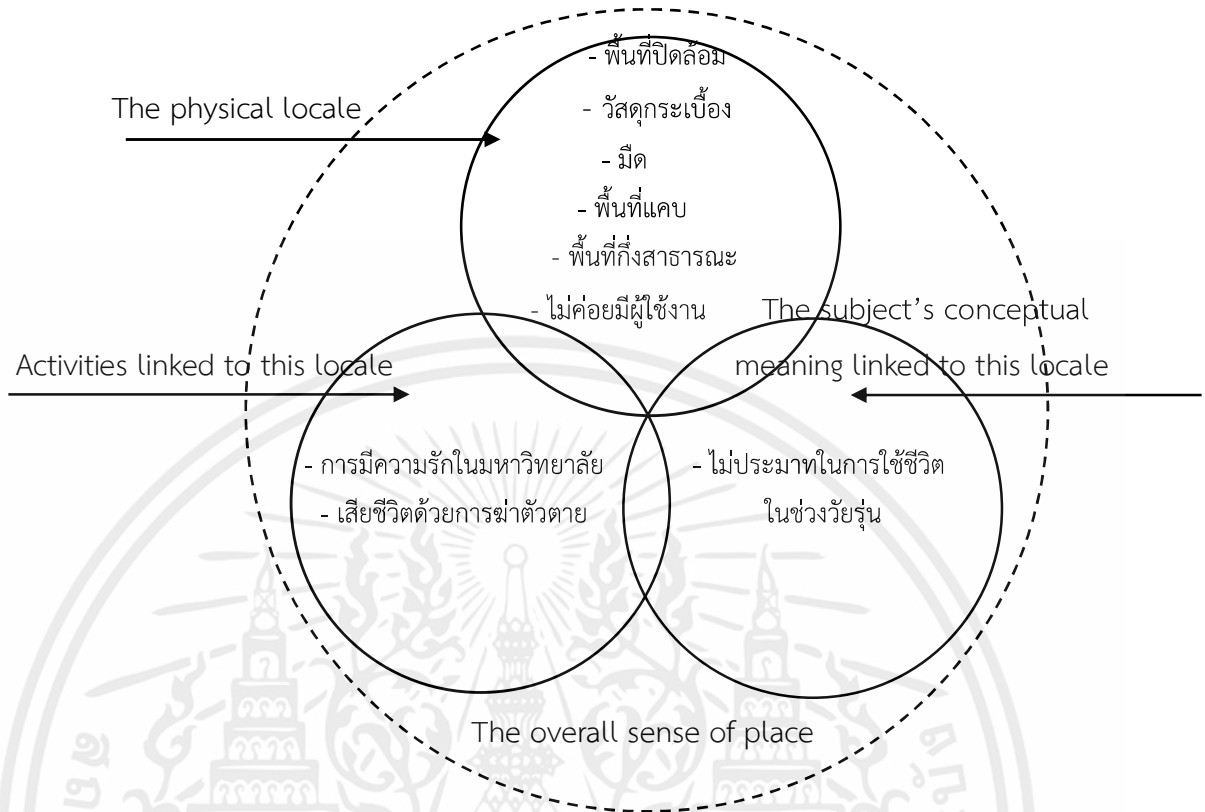 - พื้นที่ปิดล้อม
The physical locale
- วัสดุกระเบื้อง
- มืด
- พื้นที่แคบ
- พื้นที่กึ่งสาธารณะ
- ไม่ค่อยมีผู้ใช้งาน
The subject’s conceptual
meaning linked to this locale
Activities linked to this locale
- การมีความรักในมหาวิทยาลัย
- เสียชีวิตด้วยการฆ่าตัวตาย
- ไม่ประมาทในการใช้ชีวิต
ในช่วงวัยรุ่น
The overall sense of place